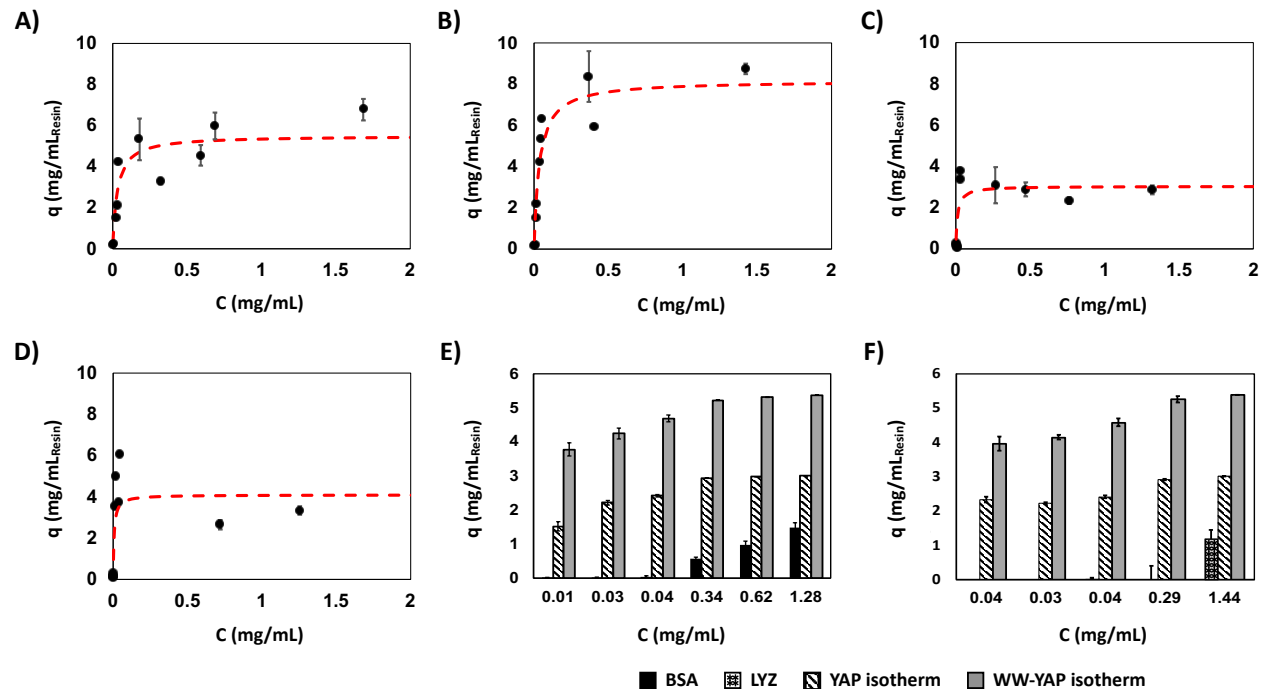 A)
10
8
6
4
2
0
q (mg/mLResin)
0 0.5 1 1.5 2
C (mg/mL)
B)
10
8
6
4
2
0
q (mg/mLResin)
0 0.5 1 1.5 2
C (mg/mL)
C)
10
8
6
4
2
0
q (mg/mLResin)
0 0.5 1 1.5 2
C (mg/mL)
D)
10
8
6
4
2
0
q (mg/mLResin)
0 0.5 1 1.5 2
C (mg/mL)
E)
6
5
4
3
2
1
0
q (mg/mLResin)
0.01 0.03 0.04 0.34 0.62 1.28
C (mg/mL)
F)
6
5
4
3
2
1
0
q (mg/mLResin)
0.04 0.03 0.04 0.29 1.44
C (mg/mL)
BSA LYZ YAP isotherm WW-YAP isotherm